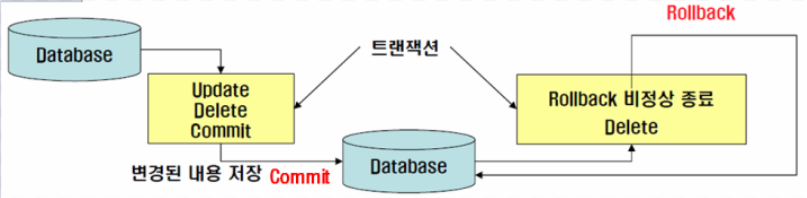 Rollback
Database
트랜잭션
Update
Delete
Commit
Rollback 비정상 종료
Delete
변경된 내용 저장 Commit
Database